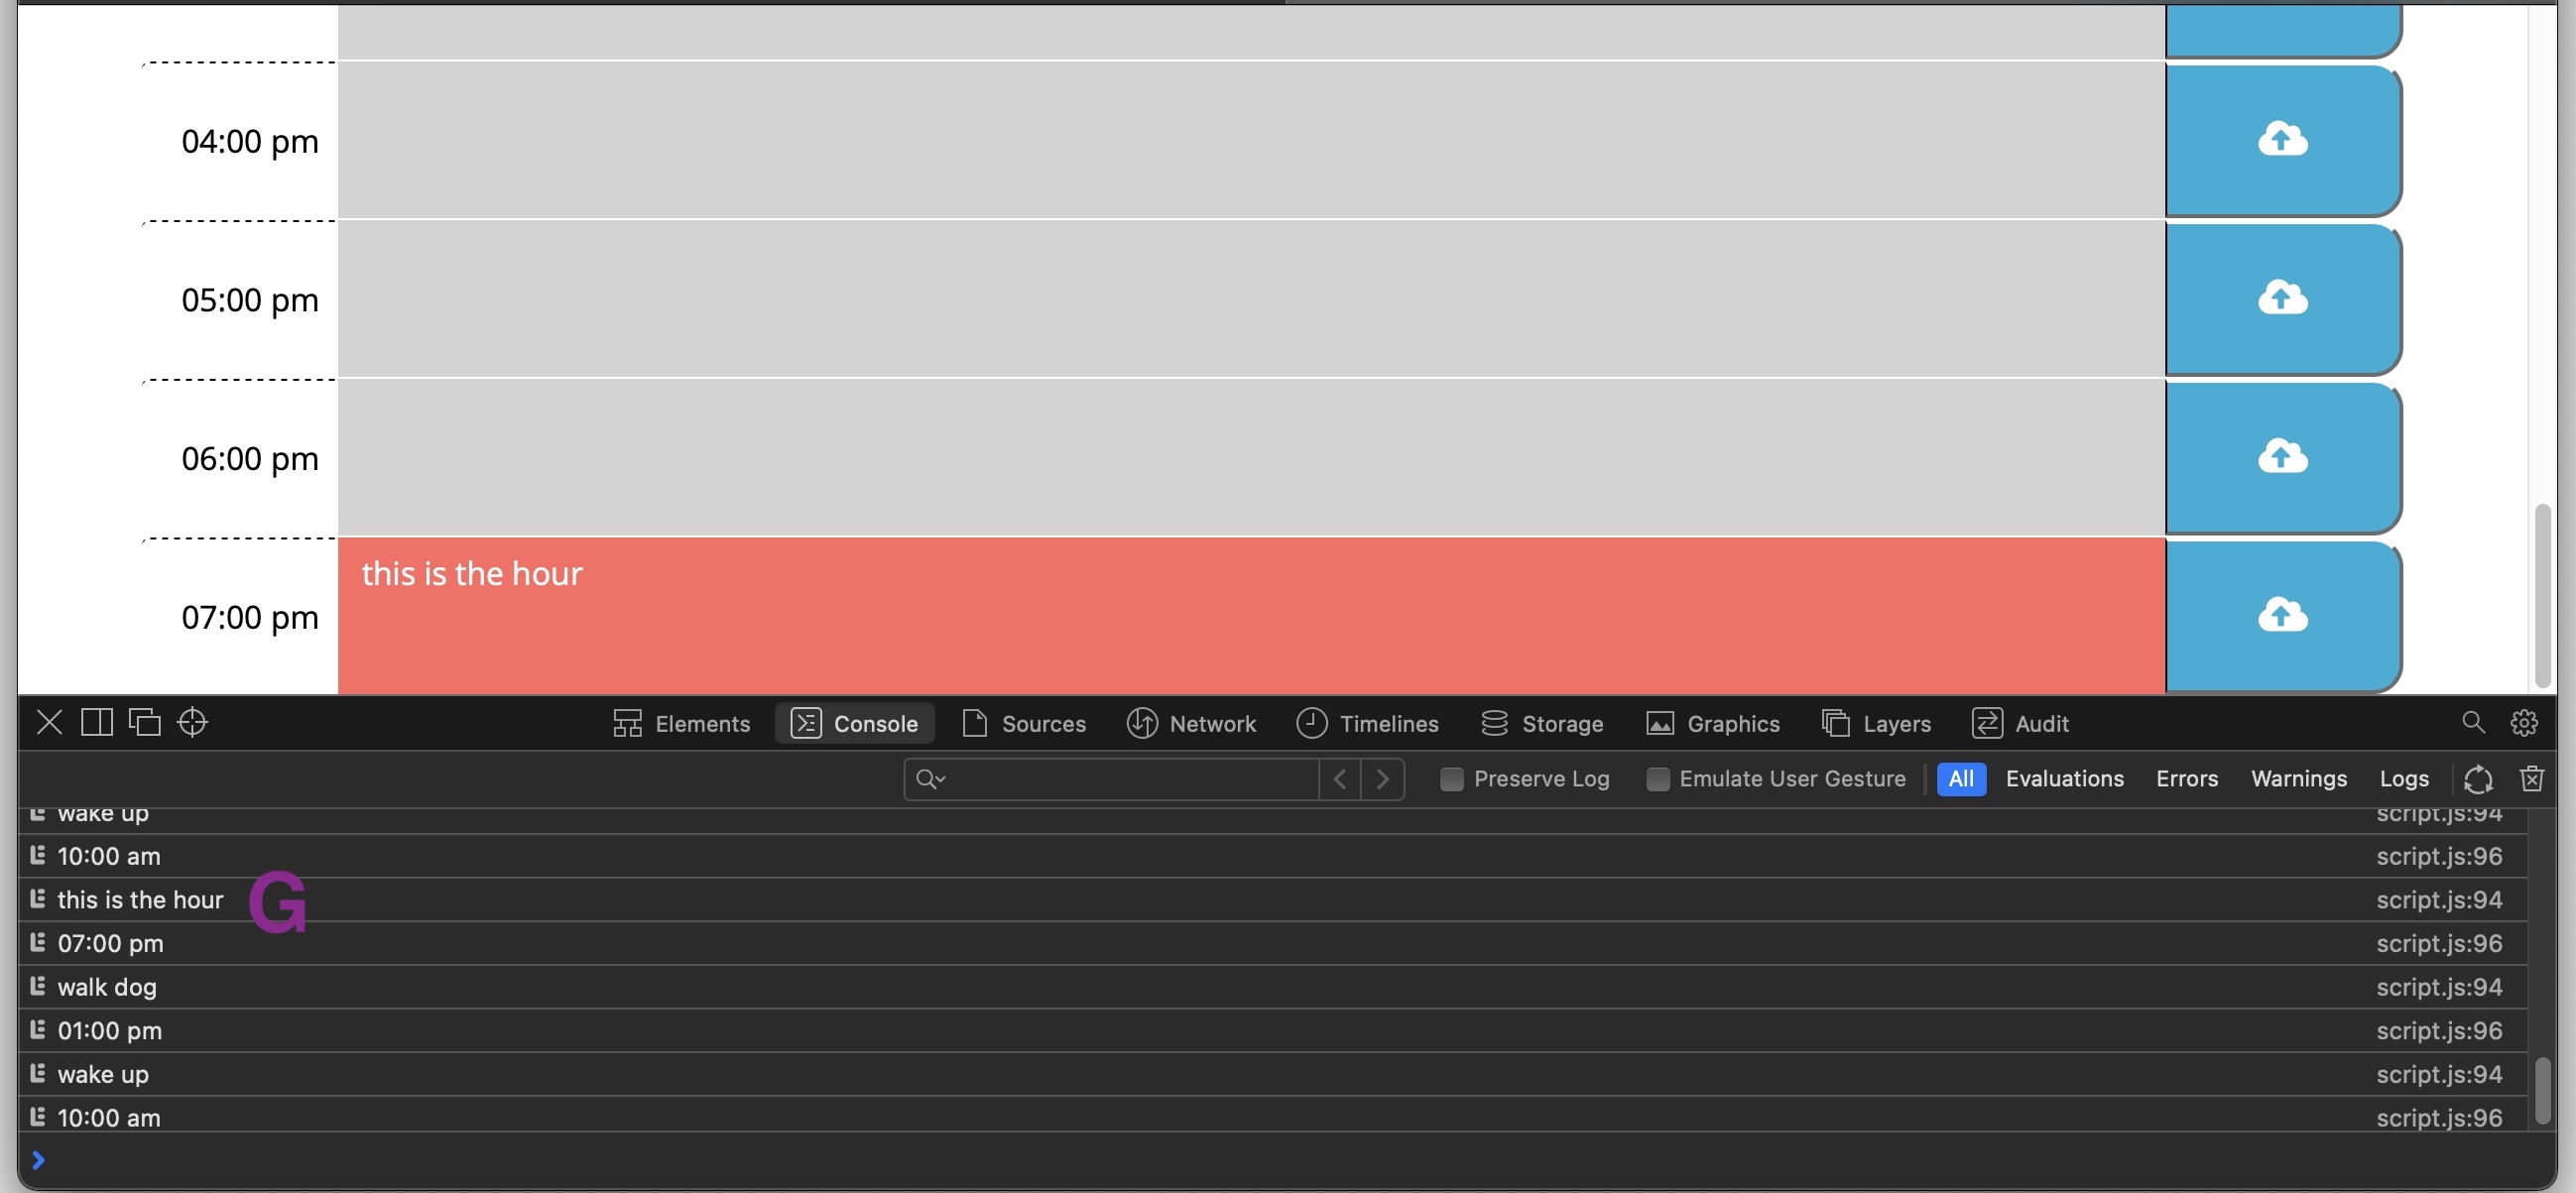 04:00 pm
05:00 pm
06:00 pm
this is the hour
07:00 pm
Elements Console Sources Network Timelines Storage Graphics Layers Audit
Preserve Log Emulate User Gesture All Evaluations Errors Warnings Logs
wake up script.js:94
10:00 am script.js:96
this is the hour G script.js:94
07:00 pm script.js:96
walk dog script.js:94
01:00 pm script.js:96
wake up script.js:94
10:00 am script.js:96